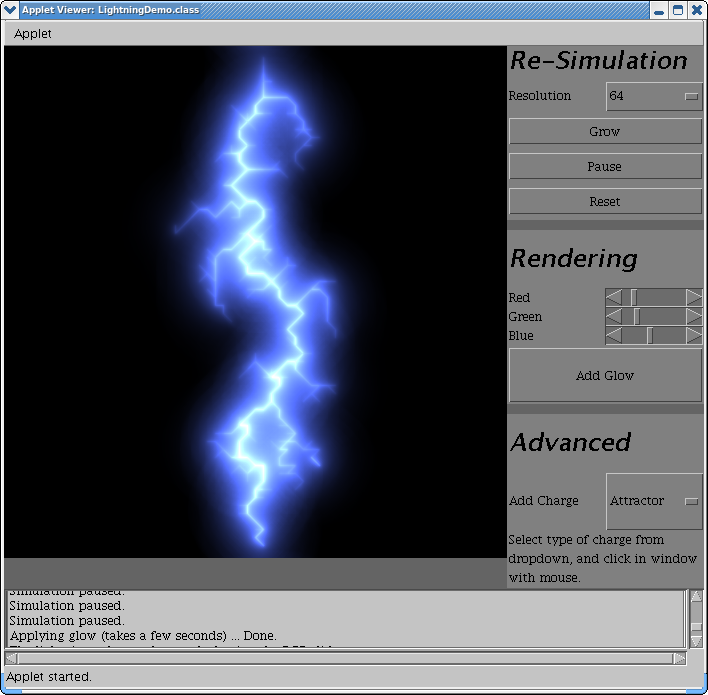 Applet Viewer: LightningDemo.class
Applet
Re-Simulation
Resolution 64
Grow
Pause
Reset
Rendering
Red
Green
Blue
Add Glow
Advanced
Add Charge Attractor
Select type of charge from
dropdown, and click in window
with mouse.
Simulation paused.
Simulation paused.
Simulation paused.
Applying glow (takes a few seconds) ... Done.
Applet started.